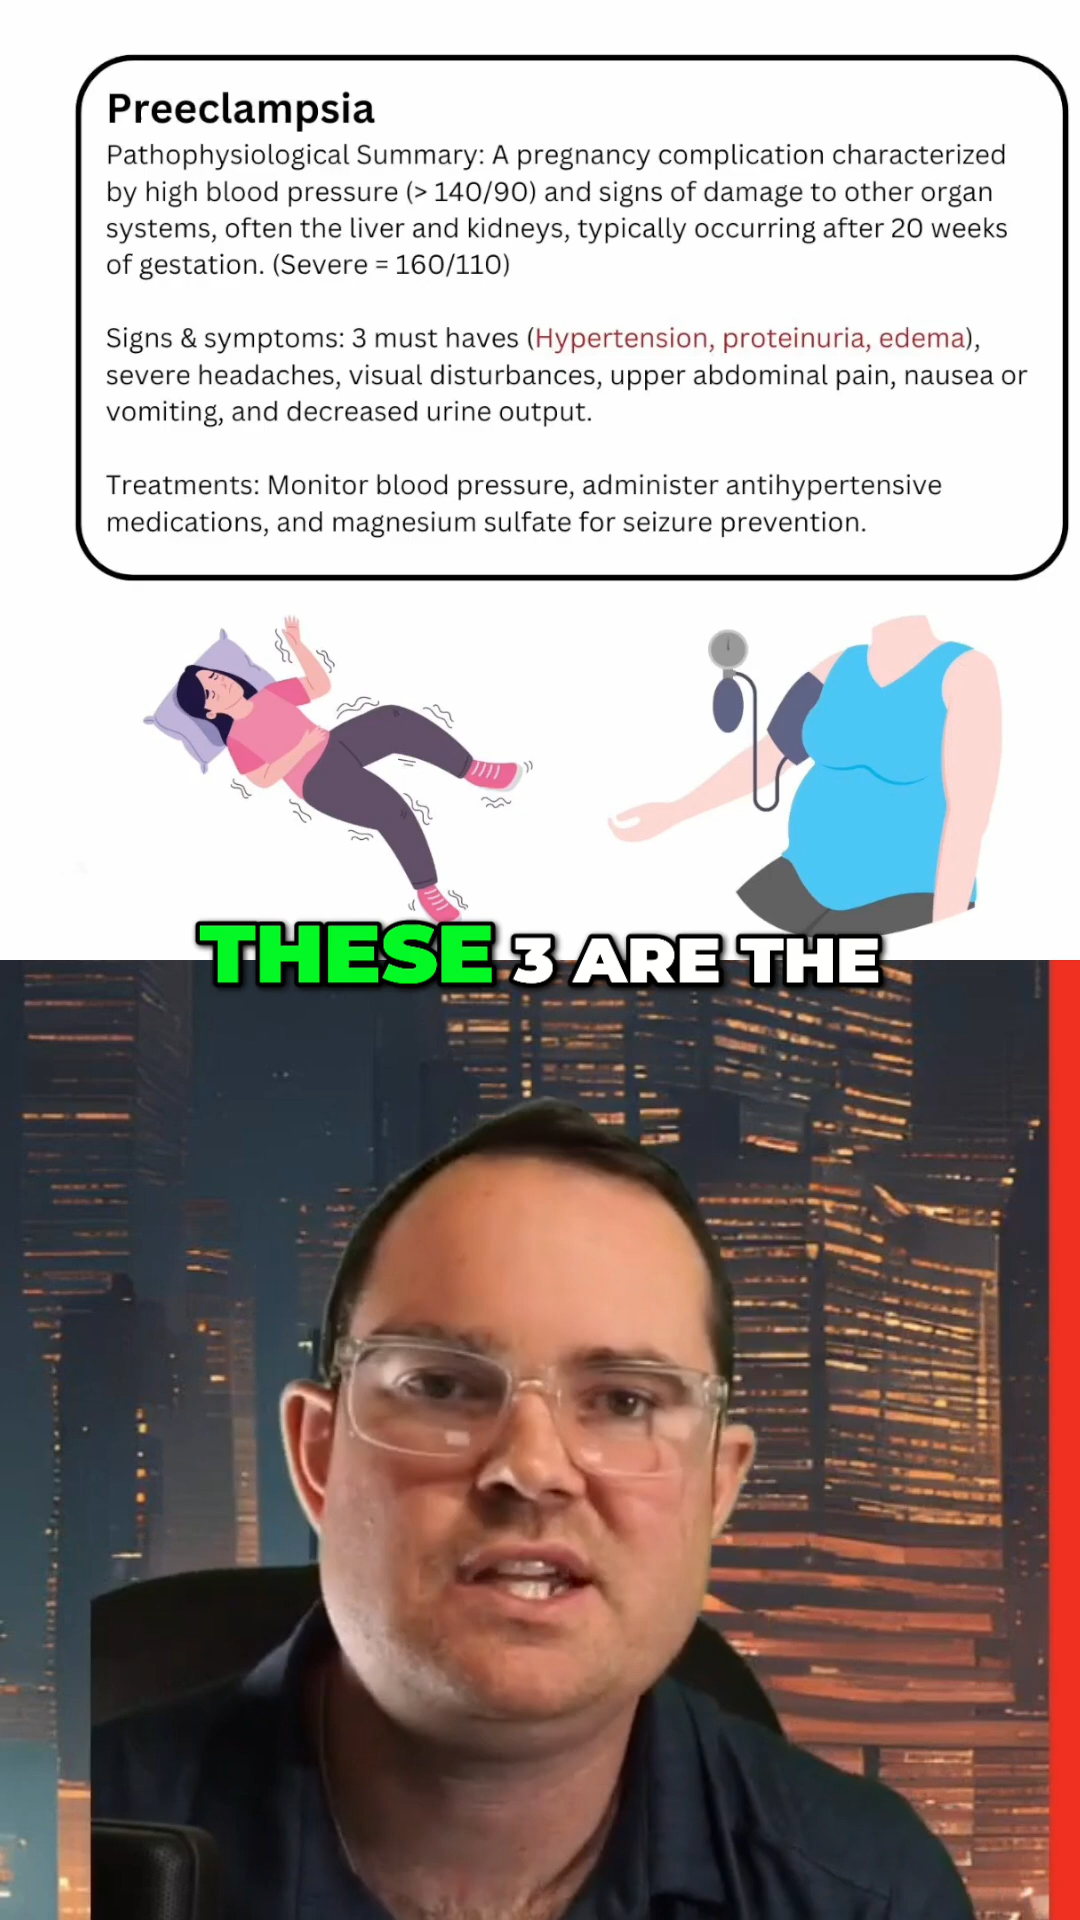 Preeclampsia
Pathophysiological Summary: A pregnancy complication characterized
by high blood pressure (> 140/90) and signs of damage to other organ
systems, often the liver and kidneys, typically occurring after 20 weeks
of gestation. (Severe = 160/110)
Signs & symptoms: 3 must haves (Hypertension, proteinuria, edema),
severe headaches, visual disturbances, upper abdominal pain, nausea or
vomiting, and decreased urine output.
Treatments: Monitor blood pressure, administer antihypertensive
medications, and magnesium sulfate for seizure prevention.
THESE 3 ARE THE